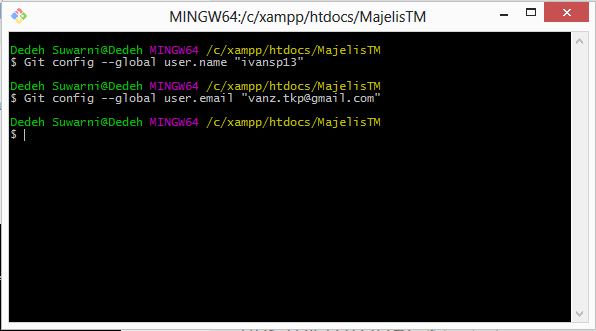 MINGW64:/c/xampp/htdocs/MajelisTM
Dedeh Suwarni@Dedeh MINGW64 /c/xampp/htdocs/MajelisTM
$ Git config --global user.name "ivansp13"
Dedeh Suwarni@Dedeh MINGW64 /c/xampp/htdocs/MajelisTM
$ Git config --global user.email "vanz.tkp@gmail.com"
Dedeh Suwarni@Dedeh MINGW64 /c/xampp/htdocs/MajelisTM
$